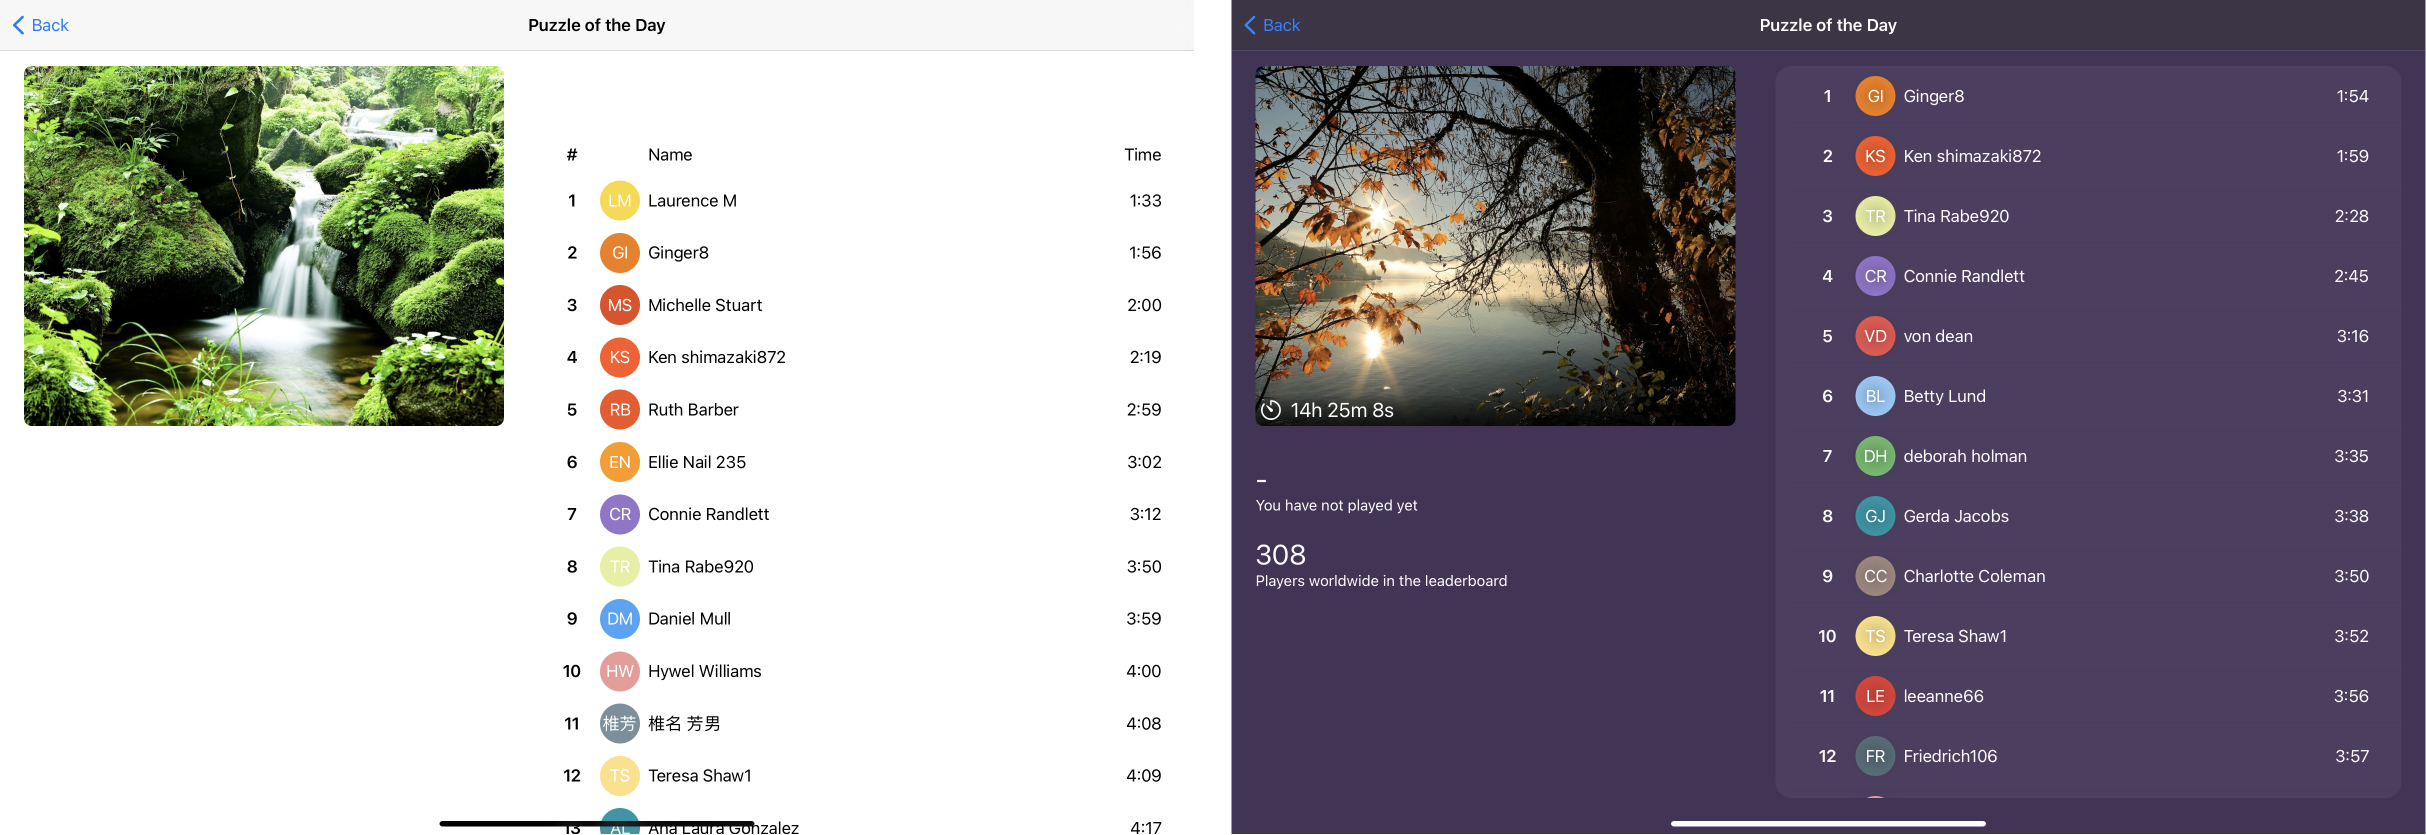 Back
Puzzle of the Day
# Name Time
1 LM Laurence M 1:33
2 GI Ginger8 1:56
3 MS Michelle Stuart 2:00
4 KS Ken shimazaki872 2:19
5 RB Ruth Barber 2:59
6 EN Ellie Nail 235 3:02
7 CR Connie Randlett 3:12
8 TR Tina Rabe920 3:50
9 DM Daniel Mull 3:59
10 HW Hywel Williams 4:00
11 椎芳 椎名 芳男 4:08
12 TS Teresa Shaw1 4:09
13 AL Ana Laura Gonzalez 4:17
Back
Puzzle of the Day
14h 25m 8s
-
You have not played yet
308
Players worldwide in the leaderboard
1 GI Ginger8 1:54
2 KS Ken shimazaki872 1:59
3 TR Tina Rabe920 2:28
4 CR Connie Randlett 2:45
5 VD von dean 3:16
6 BL Betty Lund 3:31
7 DH deborah holman 3:35
8 GJ Gerda Jacobs 3:38
9 CC Charlotte Coleman 3:50
10 TS Teresa Shaw1 3:52
11 LE leeanne66 3:56
12 FR Friedrich106 3:57